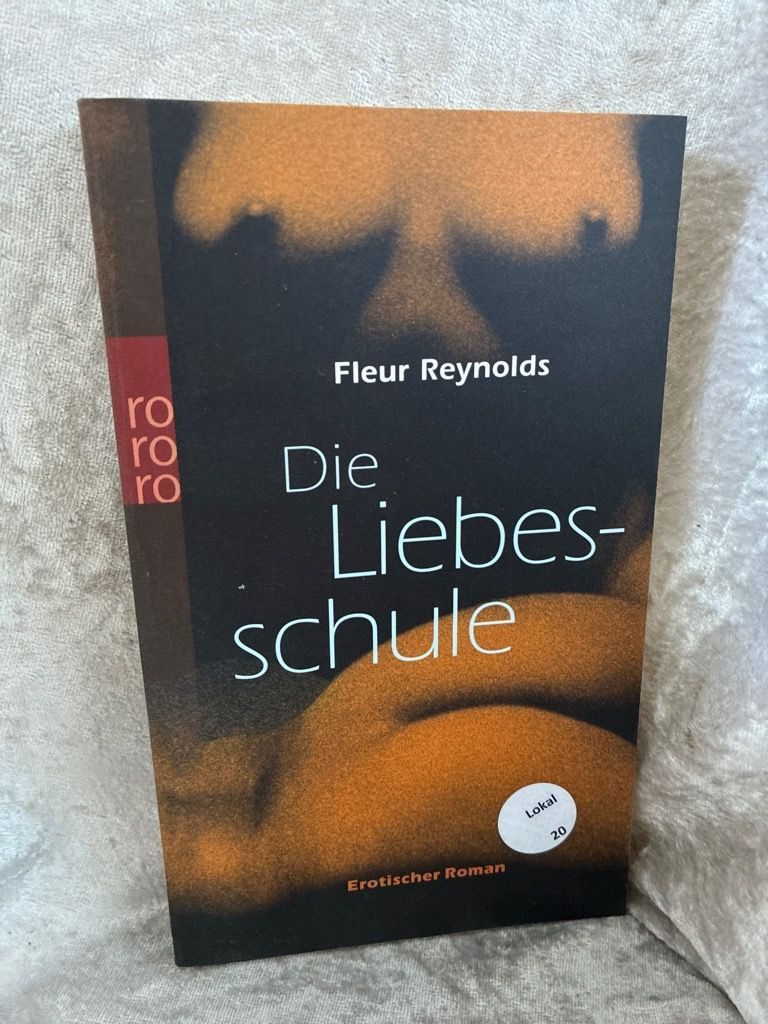 Fleur Reynolds
ro
ro
ro
Die
Liebes-
schule
Lokal
20
Erotischer Roman